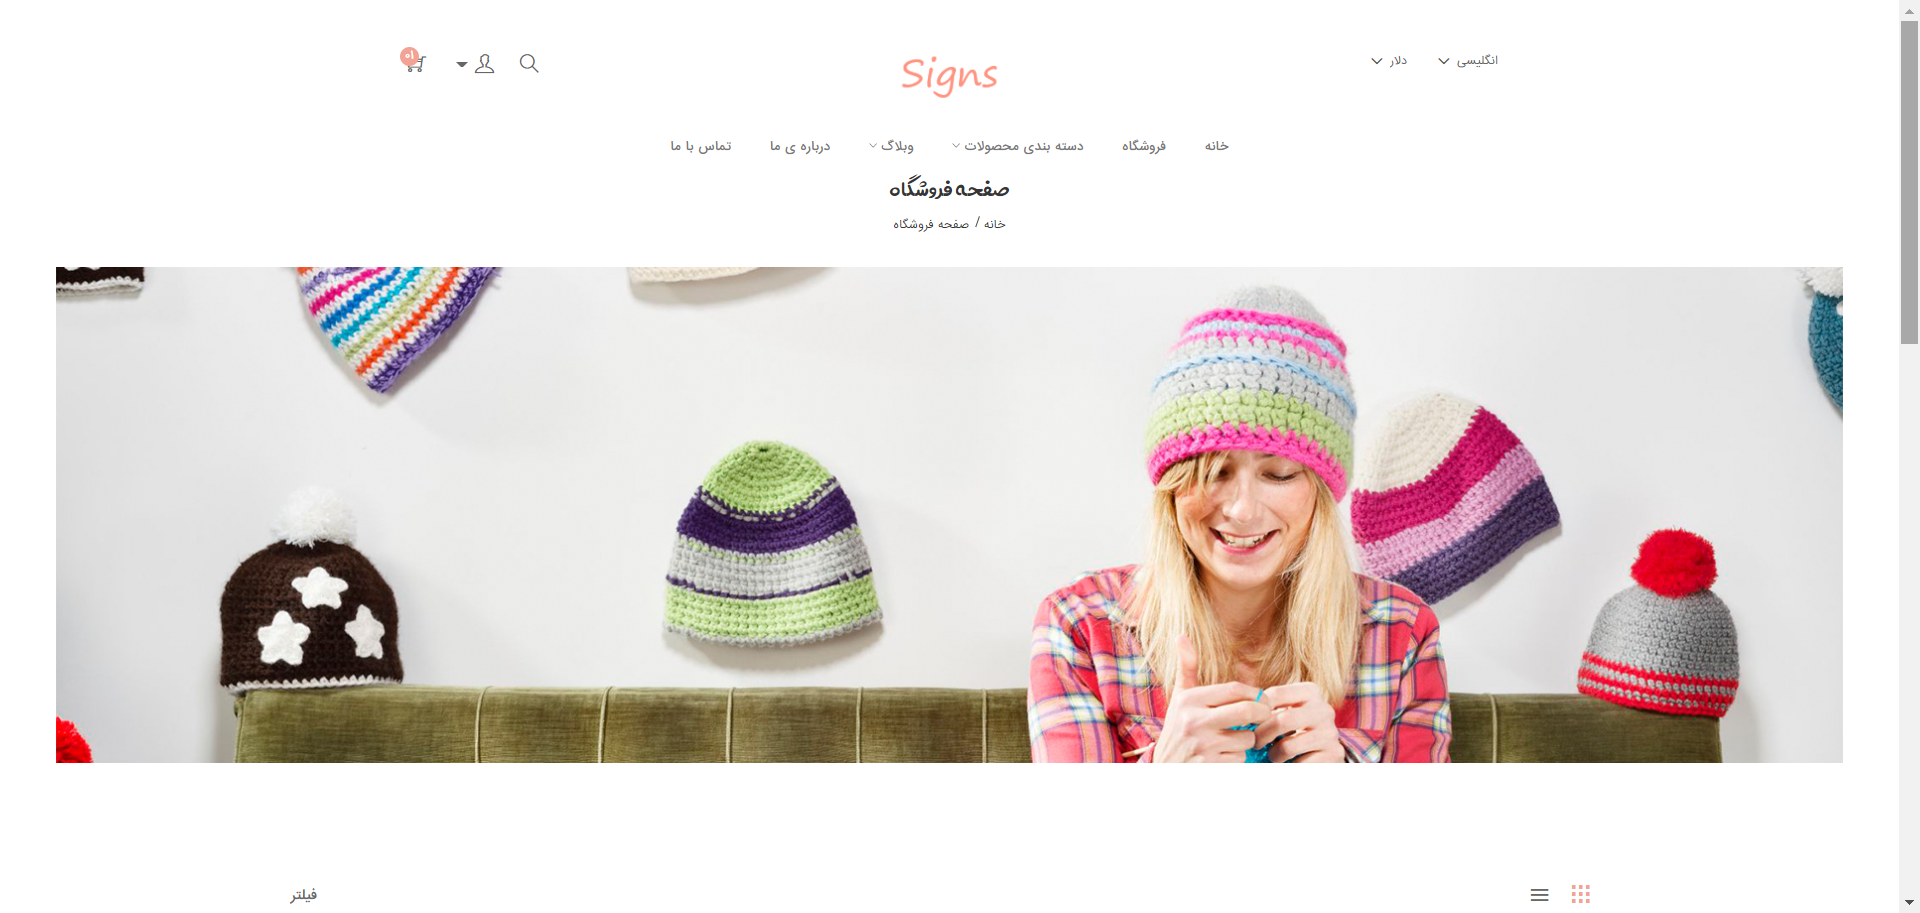 انگلیسی
دلار
Signs
۰۱
خانه
فروشگاه
دسته بندی محصولات
وبلاگ
درباره ی ما
تماس با ما
صفحه فروشگاه
خانه / صفحه فروشگاه
فیلتر